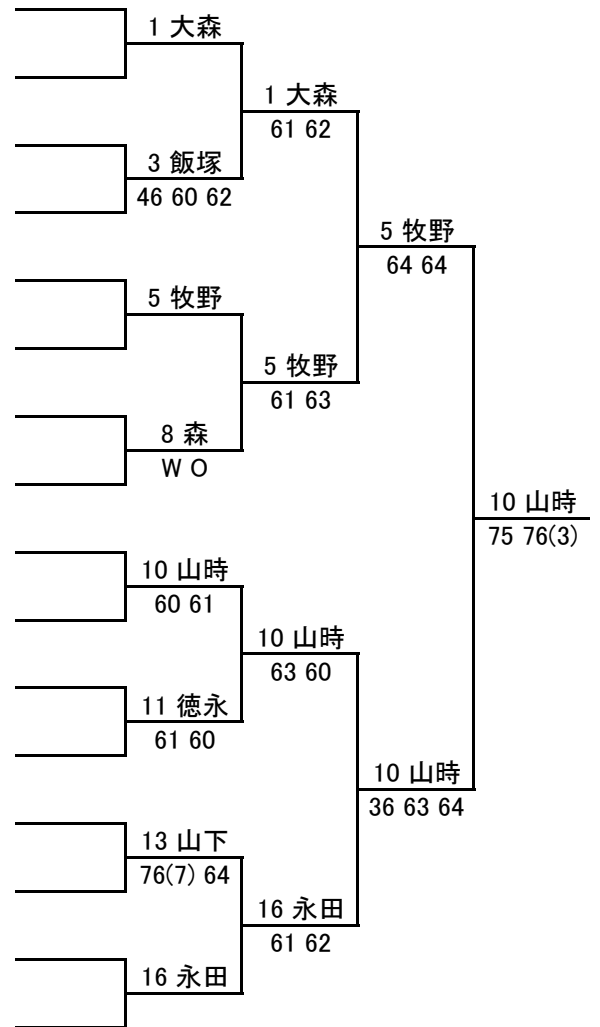 1 大森
1 大森
61 62
3 飯塚
46 60 62
5 牧野
64 64
5 牧野
5 牧野
61 63
8 森
W O
10 山時
75 76(3)
10 山時
60 61
10 山時
63 60
11 徳永
61 60
10 山時
36 63 64
13 山下
76(7) 64
16 永田
61 62
16 永田